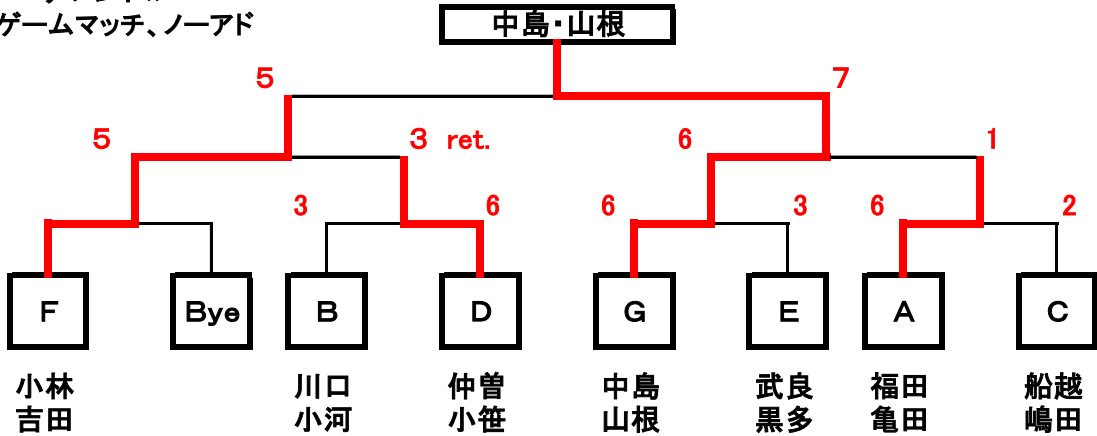 ゲームマッチ、ノーアド
中島・山根
5 7
5 3 ret. 6 1
3 6 6 3 6 2
F Bye B D G E A C
小林 川口 仲曽 中島 武良 福田 船越
吉田 小河 小笹 山根 黒多 亀田 嶋田